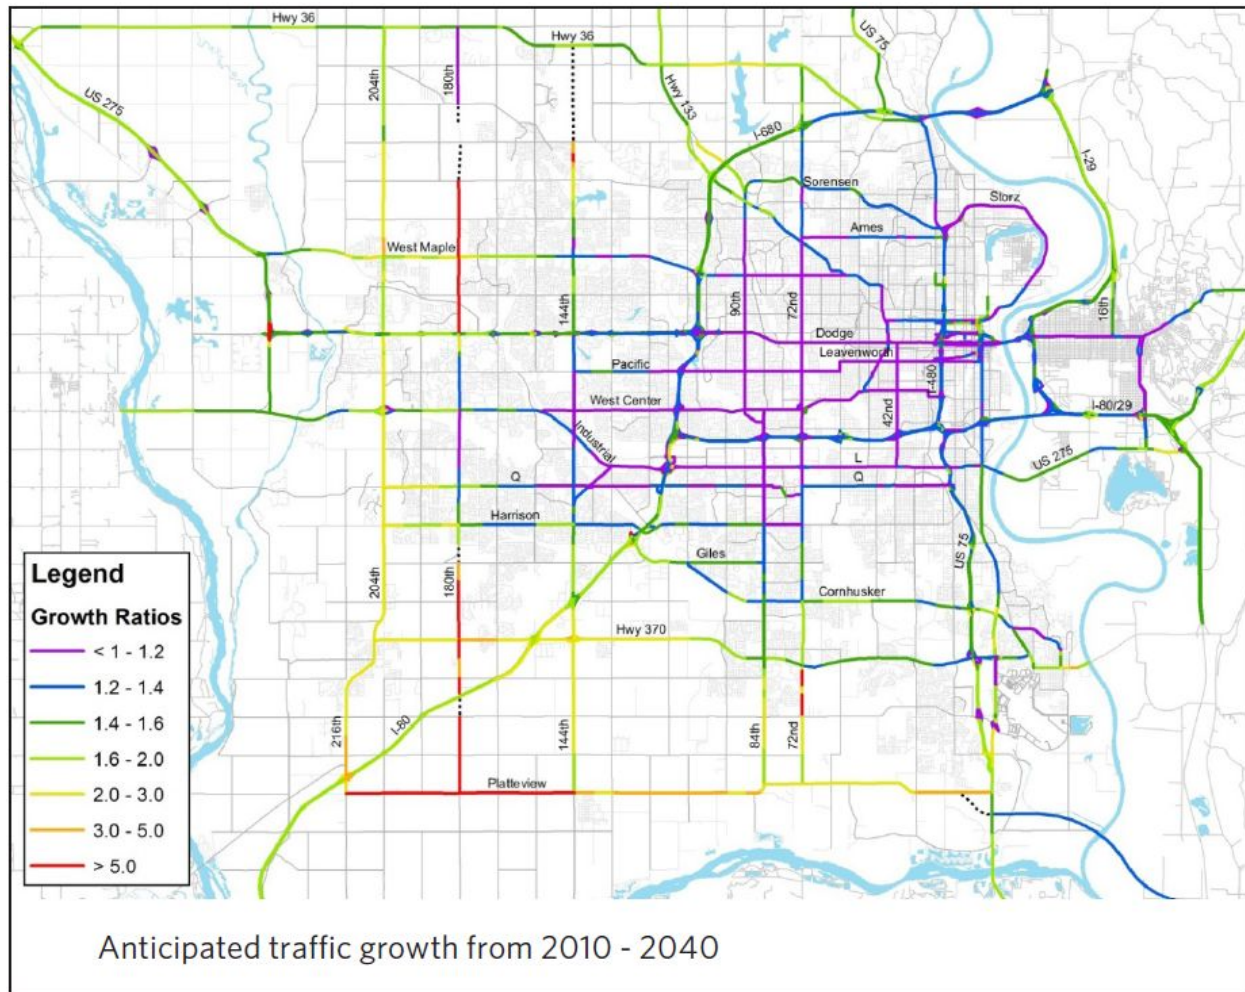 Hwy 36
Hwy 36
US 75
204th
180th
US 275
Hwy 133
I-680
I-29
Sorensen
Storz
Ames
West Maple
144th
90th
72nd
16th
Dodge
Leavenworth
Pacific
I-480
West Center
42nd
I-80/29
Industrial
L
US 275
Q
Q
Harrison
US 75
Giles
204th
180th
Cornhusker
Hwy 370
216th
I-80
144th
84th
72nd
Platteview
Legend
Growth Ratios
< 1 - 1.2
1.2 - 1.4
1.4 - 1.6
1.6 - 2.0
2.0 - 3.0
3.0 - 5.0
> 5.0
Anticipated traffic growth from 2010 - 2040